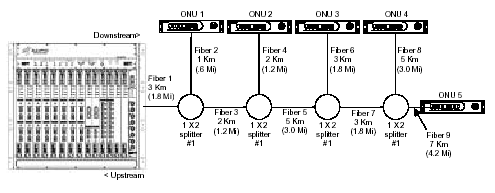 ONU 1
ONU 2
ONU 3
ONU 4
Downstream>
Fiber 2
1 Km
(.6 Mi)
Fiber 4
2 Km
(1.2 Mi)
Fiber 6
3 Km
(1.8 Mi)
Fiber 8
5 Km
(3.0 Mi)
Fiber 1
3 Km
(1.8 Mi)
ONU 5
Fiber 3
2 Km
(1.2 Mi)
Fiber 5
5 Km
(3.0 Mi)
Fiber 7
3 Km
(1.8 Mi)
1 X 2
splitter
#1
1 X2
splitter
#1
1 X2
splitter
#1
1 X2
splitter
#1
Fiber 9
7 Km
(4.2 Mi)
< Upstream